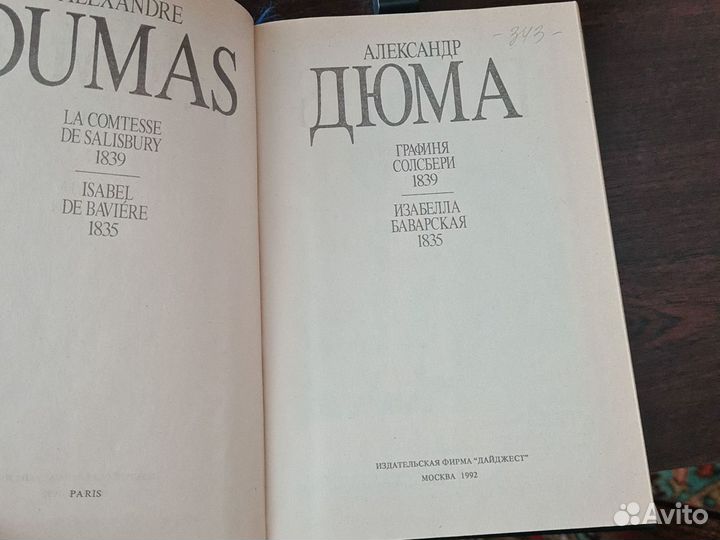 ALEXANDRE
DUMAS
LA COMTESSE
DE SALISBURY
1839
ISABEL
DE BAVIÉRE
1835
PARIS
- 343 -
АЛЕКСАНДР
ДЮМА
ГРАФИНЯ
СОЛСБЕРИ
1839
ИЗАБЕЛЛА
БАВАРСКАЯ
1835
ИЗДАТЕЛЬСКАЯ ФИРМА "ДАЙДЖЕСТ"
МОСКВА 1992
Avito